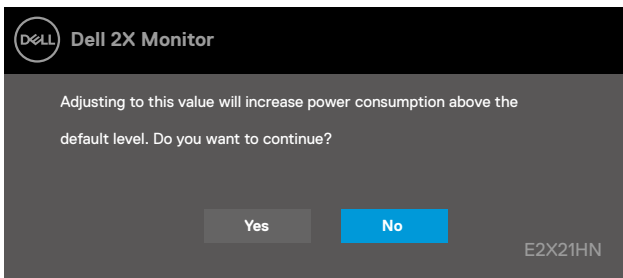 DELL Dell 2X Monitor
Adjusting to this value will increase power consumption above the
default level. Do you want to continue?
Yes No
E2X21HN